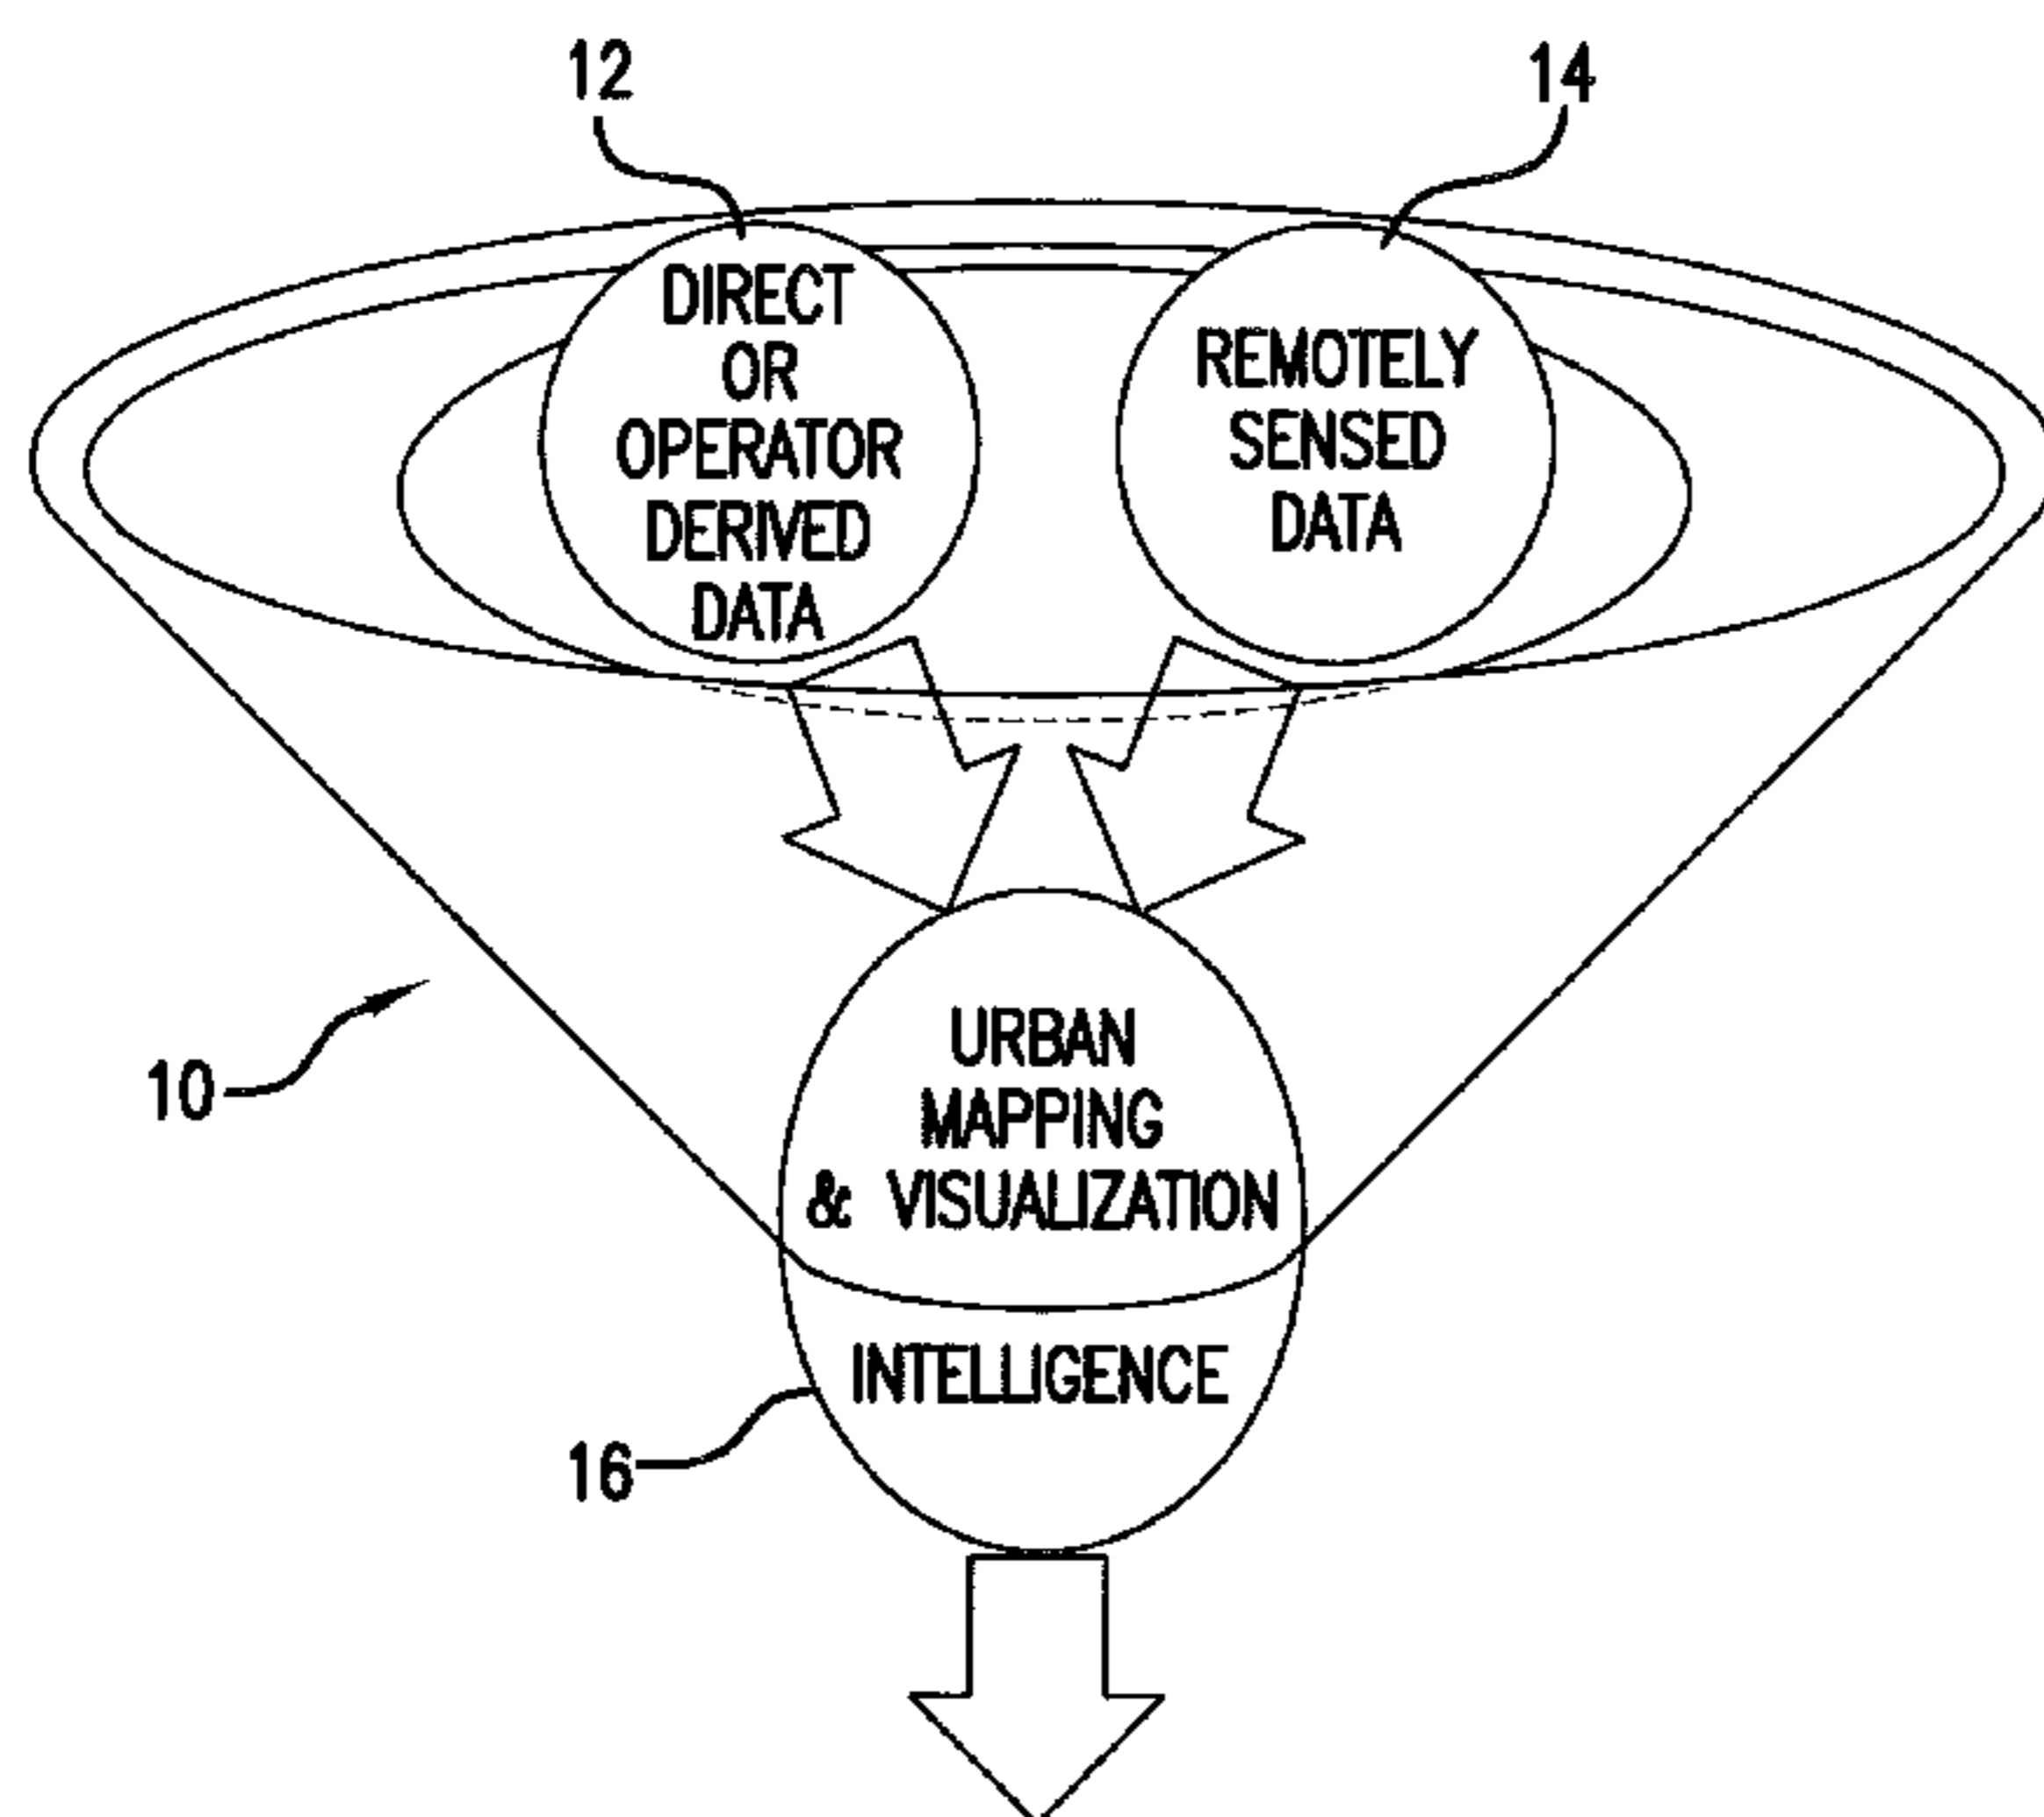 12
14
DIRECT
OR
OPERATOR
DERIVED
DATA
REMOTELY
SENSED
DATA
10
URBAN
MAPPING
& VISUALIZATION
INTELLIGENCE
16